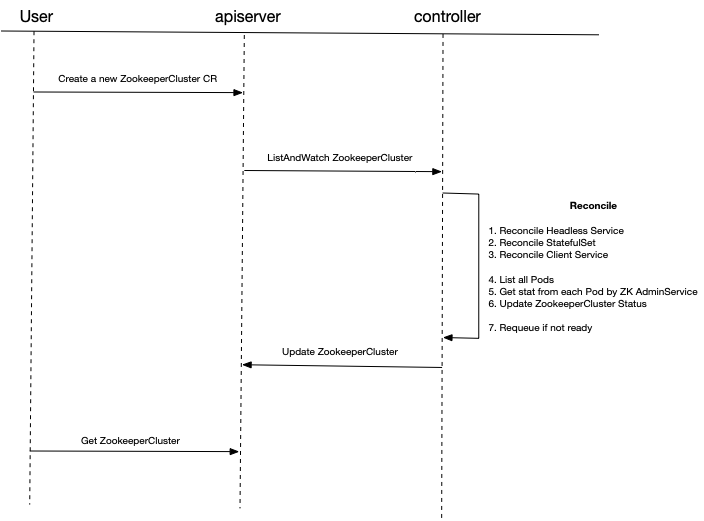 User
apiserver
controller
Create a new ZookeeperCluster CR
ListAndWatch ZookeeperCluster
Reconcile
1. Reconcile Headless Service
2. Reconcile StatefulSet
3. Reconcile Client Service
4. List all Pods
5. Get stat from each Pod by ZK AdminService
6. Update ZookeeperCluster Status
7. Requeue if not ready
Update ZookeeperCluster
Get ZookeeperCluster